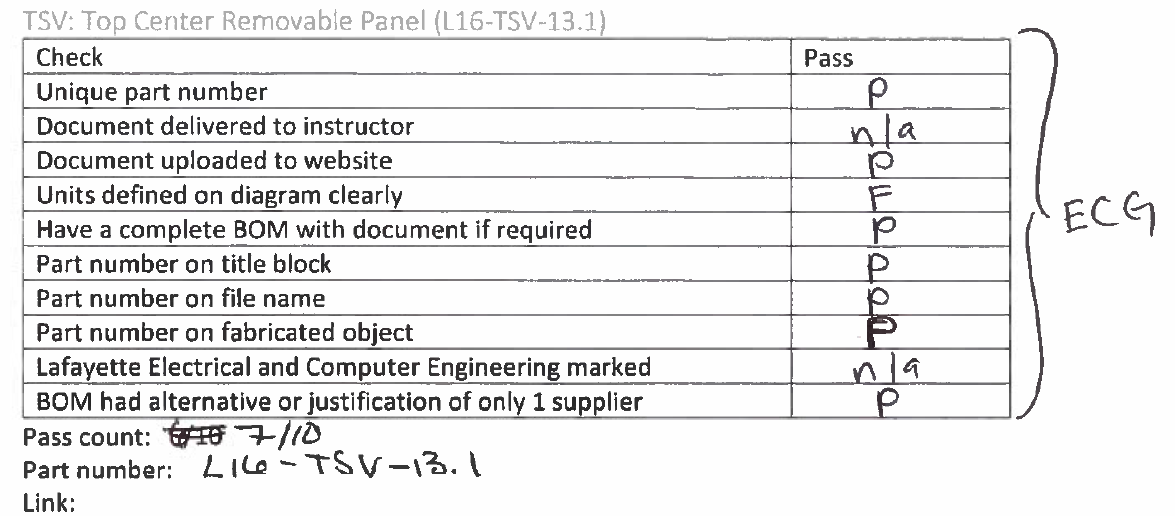 TSV: Top Center Removable Panel (L16-TSV-13.1)
Check Pass
Unique part number P
Document delivered to instructor n/a
Document uploaded to website P
Units defined on diagram clearly F
Have a complete BOM with document if required P
Part number on title block P
Part number on file name P
Part number on fabricated object P
Lafayette Electrical and Computer Engineering marked n/a
BOM had alternative or justification of only 1 supplier P
ECG
Pass count: 7/10
Part number: L16-TSV-13.1
Link: